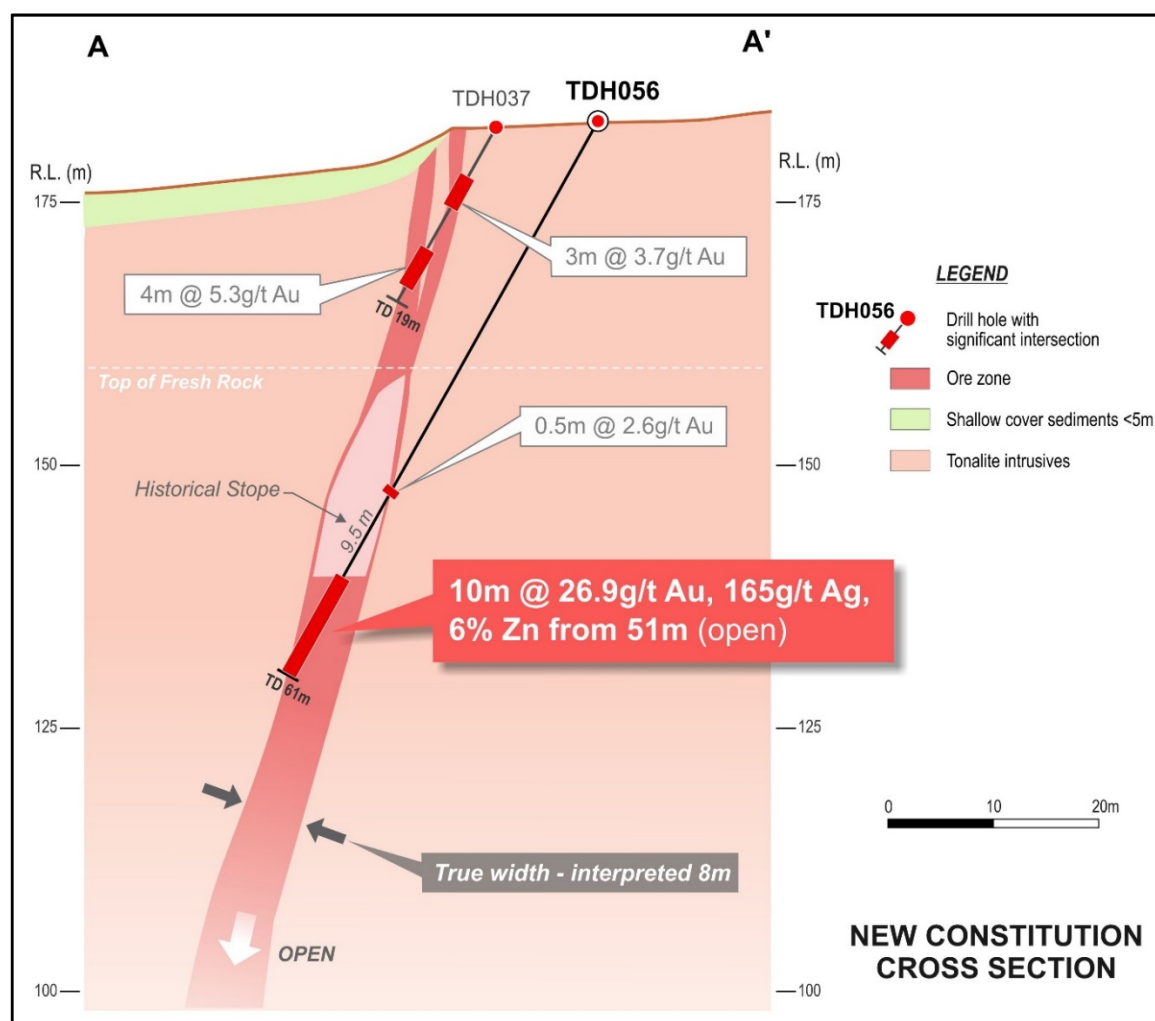 A
A'
TDH037
TDH056
R.L. (m)
R.L. (m)
175
175
3m @ 3.7g/t Au
4m @ 5.3g/t Au
TD 19m
LEGEND
TDH056
Drill hole with
significant intersection
Ore zone
Shallow cover sediments <5m
Tonalite intrusives
Top of Fresh Rock
0.5m @ 2.6g/t Au
150
150
Historical Stope
9.5 m
10m @ 26.9g/t Au, 165g/t Ag,
6% Zn from 51m (open)
TD 61m
125
125
0 10 20m
True width - interpreted 8m
OPEN
NEW CONSTITUTION
CROSS SECTION
100
100